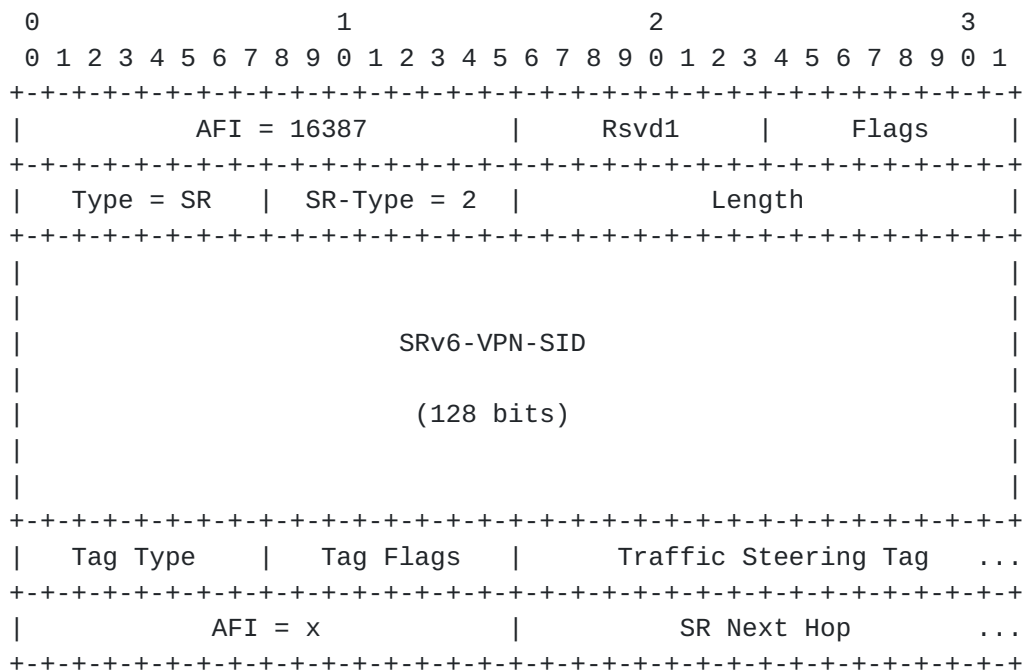 0                   1                   2                   3
 0 1 2 3 4 5 6 7 8 9 0 1 2 3 4 5 6 7 8 9 0 1 2 3 4 5 6 7 8 9 0 1
+-+-+-+-+-+-+-+-+-+-+-+-+-+-+-+-+-+-+-+-+-+-+-+-+-+-+-+-+-+-+-+-+
|           AFI = 16387         |     Rsvd1     |     Flags     |
+-+-+-+-+-+-+-+-+-+-+-+-+-+-+-+-+-+-+-+-+-+-+-+-+-+-+-+-+-+-+-+-+
|   Type = SR   |  SR-Type = 2  |            Length             |
+-+-+-+-+-+-+-+-+-+-+-+-+-+-+-+-+-+-+-+-+-+-+-+-+-+-+-+-+-+-+-+-+
|                                                               |
|                                                               |
|                        SRv6-VPN-SID                           |
|                                                               |
|                         (128 bits)                            |
|                                                               |
|                                                               |
+-+-+-+-+-+-+-+-+-+-+-+-+-+-+-+-+-+-+-+-+-+-+-+-+-+-+-+-+-+-+-+-+
|   Tag Type    |   Tag Flags   |      Traffic Steering Tag   ...
+-+-+-+-+-+-+-+-+-+-+-+-+-+-+-+-+-+-+-+-+-+-+-+-+-+-+-+-+-+-+-+-+
|            AFI = x            |          SR Next Hop        ...
+-+-+-+-+-+-+-+-+-+-+-+-+-+-+-+-+-+-+-+-+-+-+-+-+-+-+-+-+-+-+-+-+